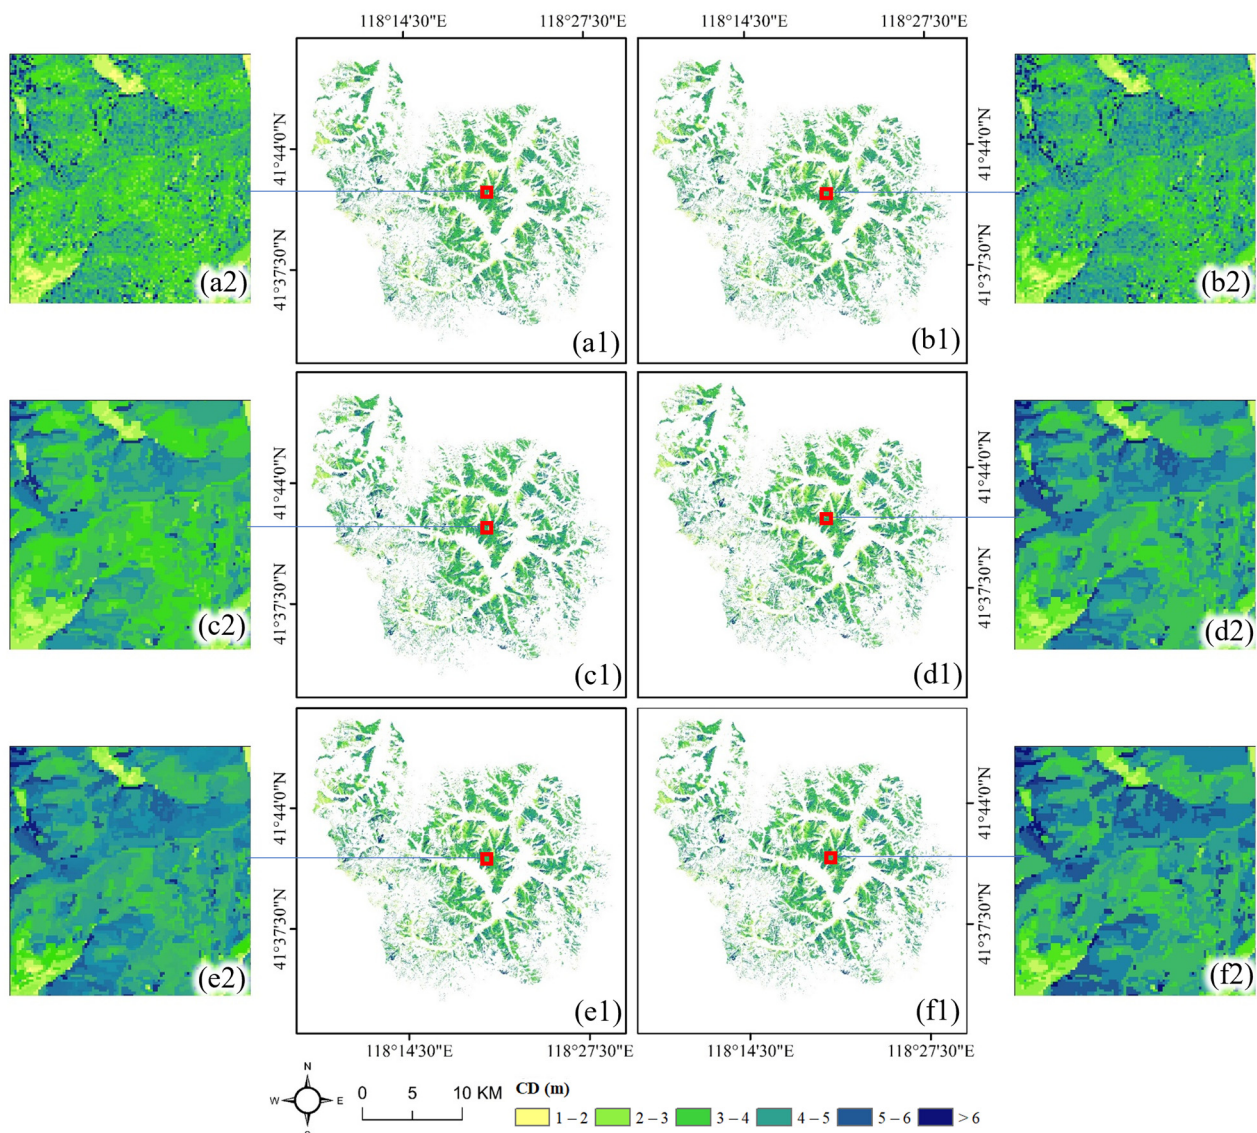 118°14'30"E 118°27'30"E 118°14'30"E 118°27'30"E
41°44'0"N 41°37'30"N 41°44'0"N 41°37'30"N
(a2) (a1) (b1) (b2)
41°44'0"N 41°37'30"N 41°44'0"N 41°37'30"N
(c2) (c1) (d1) (d2)
41°44'0"N 41°37'30"N 41°44'0"N 41°37'30"N
(e2) (e1) (f1) (f2)
118°14'30"E 118°27'30"E 118°14'30"E 118°27'30"E
N
W E
0 5 10 KM
CD (m)
1 – 2 2 – 3 3 – 4 4 – 5 5 – 6 > 6